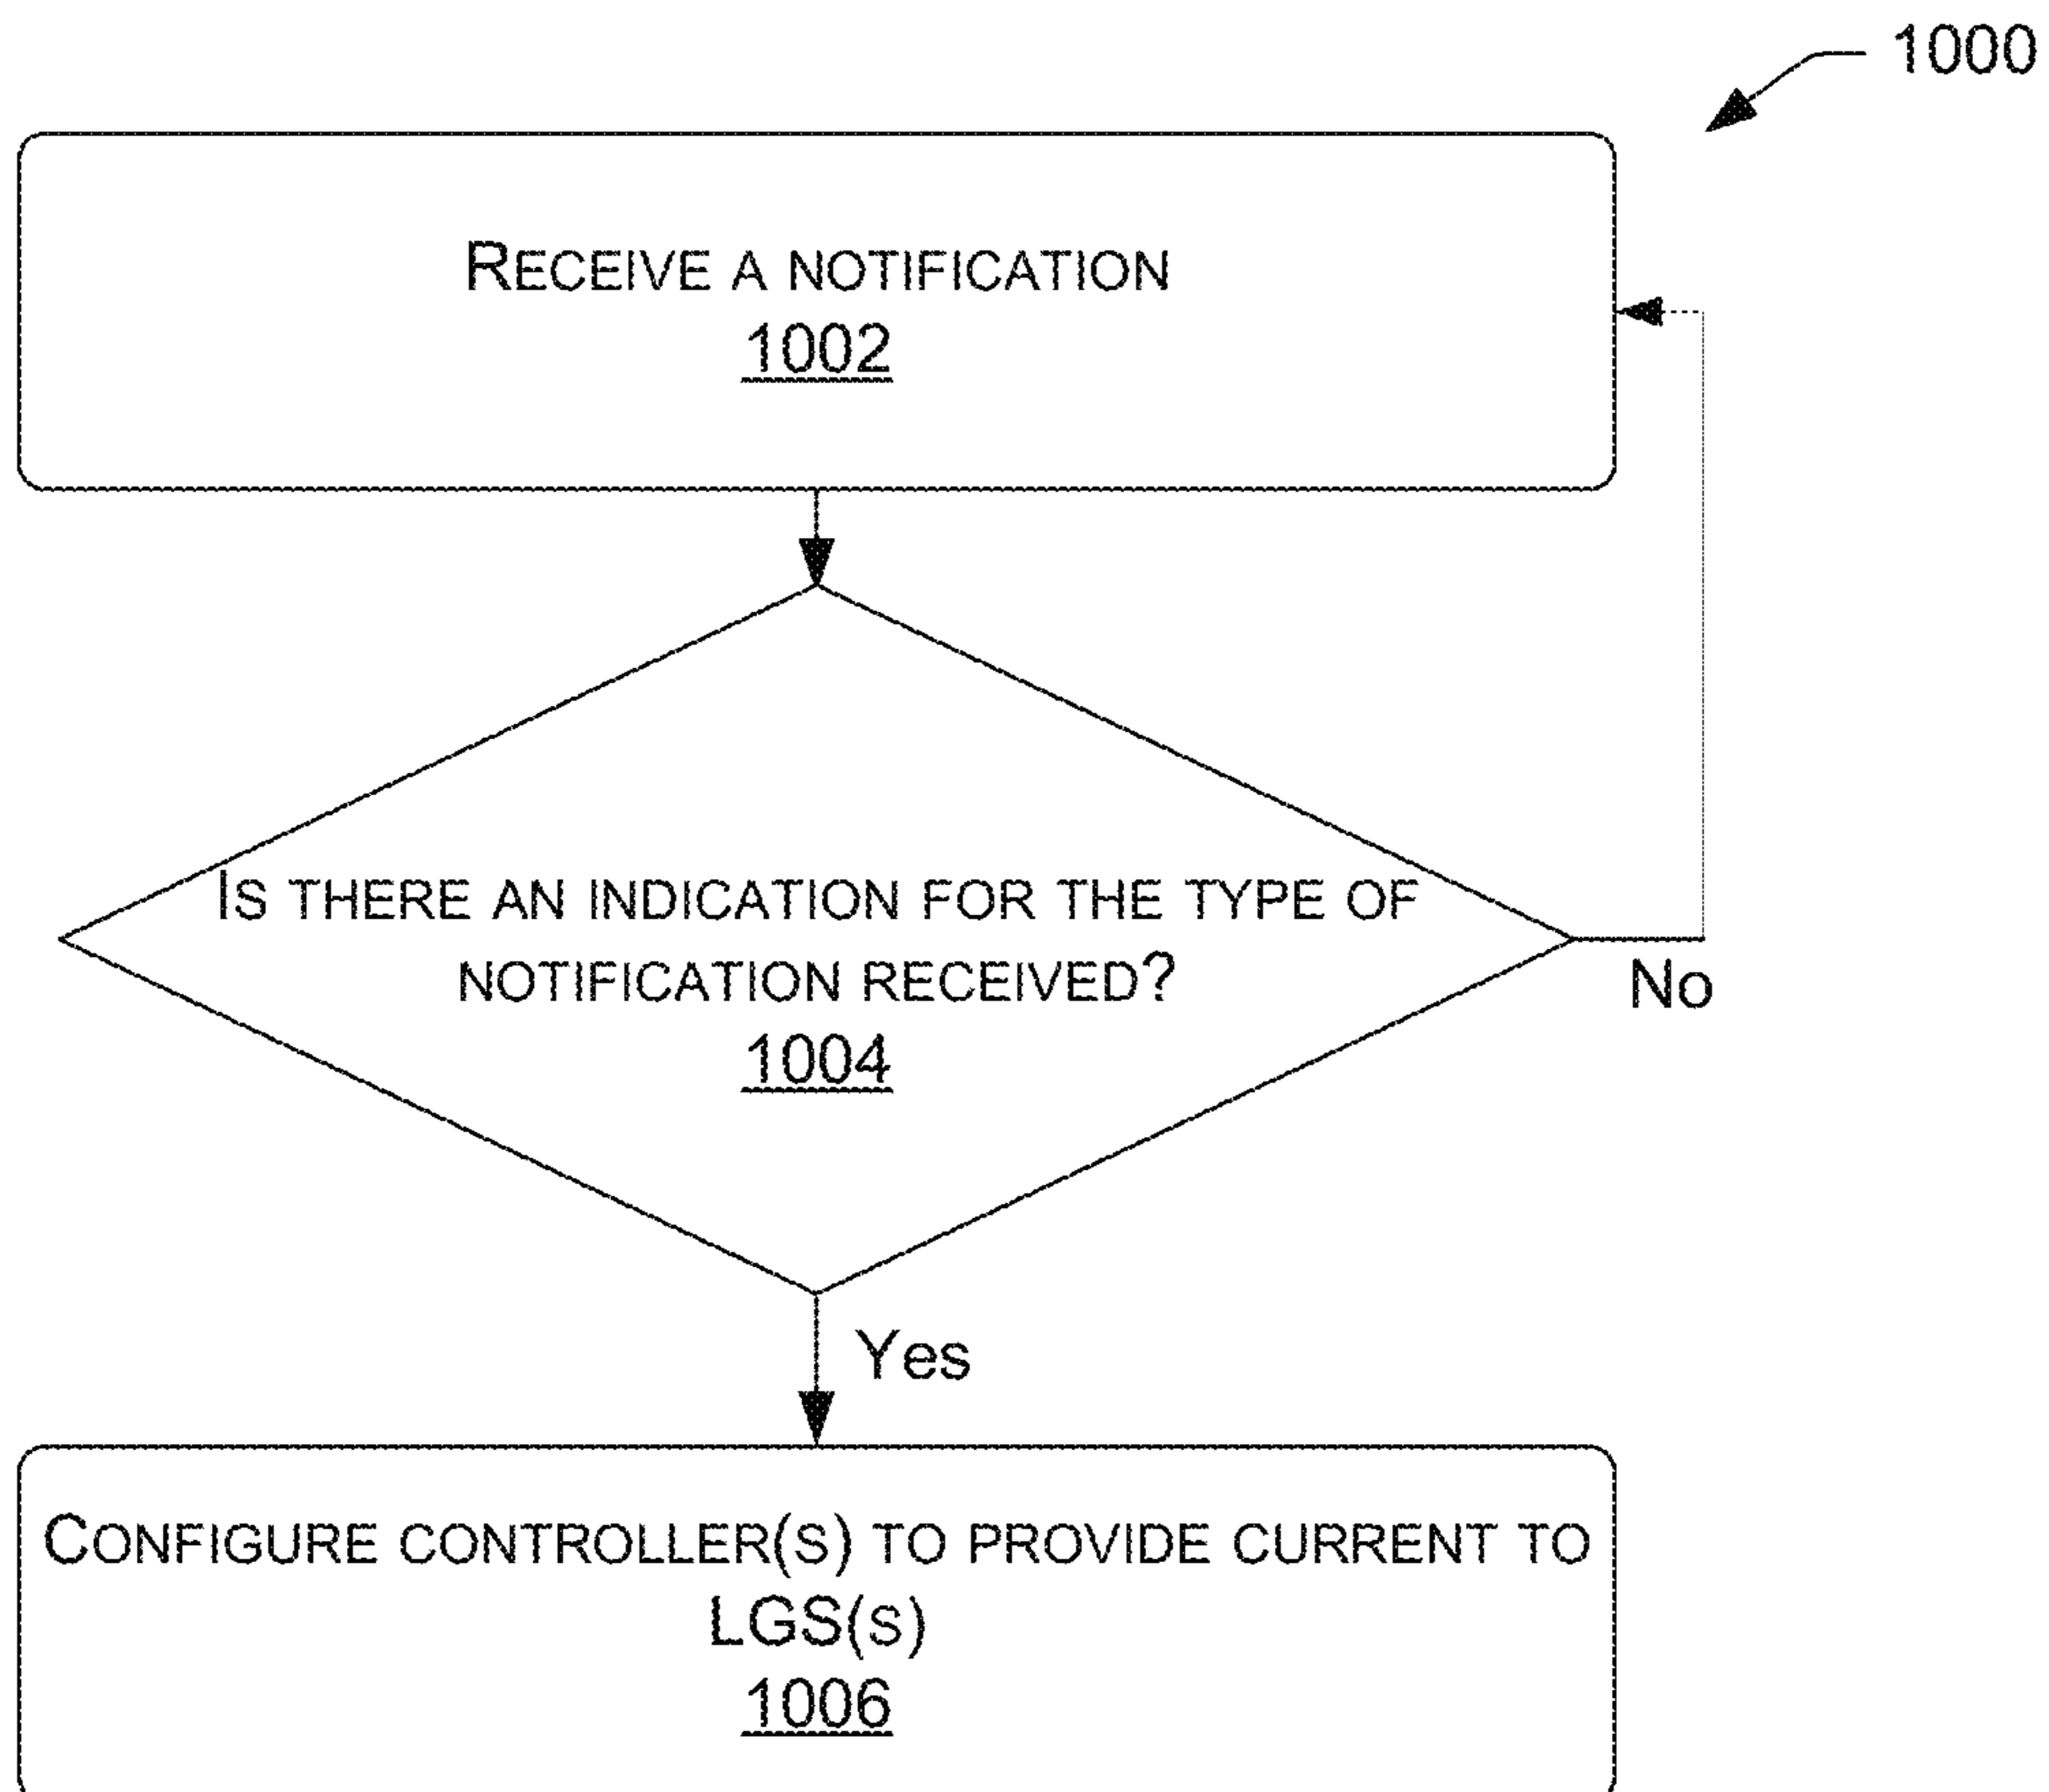 1000
RECEIVE A NOTIFICATION
1002
IS THERE AN INDICATION FOR THE TYPE OF
NOTIFICATION RECEIVED?
1004
No
Yes
CONFIGURE CONTROLLER(S) TO PROVIDE CURRENT TO
LGS(S)
1006